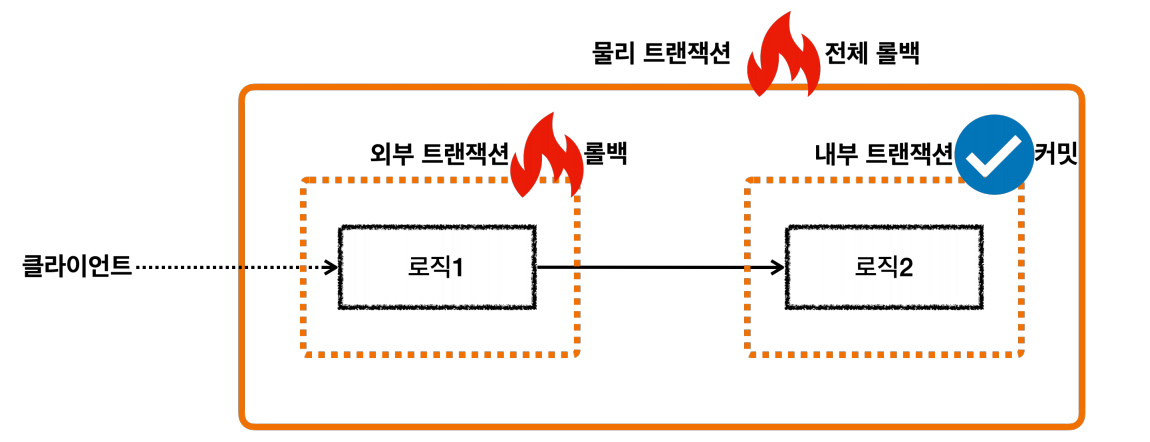 물리 트랜잭션 전체 롤백
외부 트랜잭션 롤백
내부 트랜잭션 커밋
클라이언트
로직1
로직2